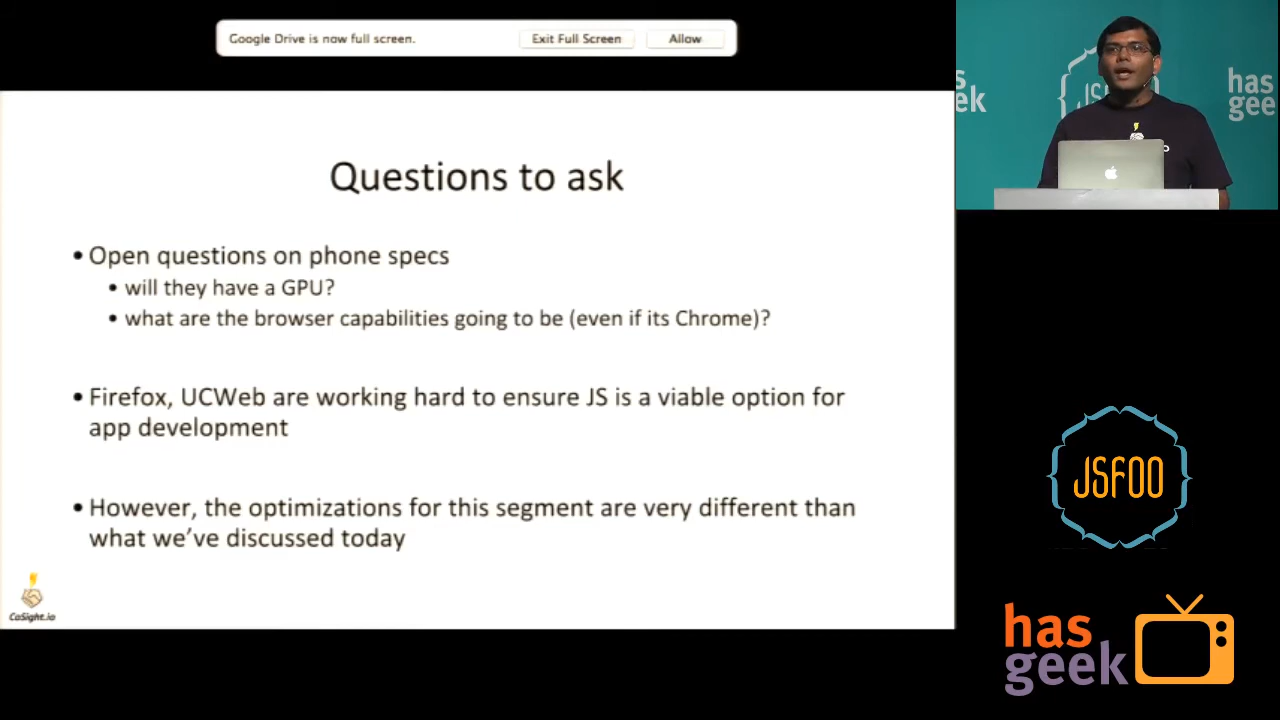 Google Drive is now full screen.
Exit Full Screen
Allow
Questions to ask
• Open questions on phone specs
• will they have a GPU?
• what are the browser capabilities going to be (even if its Chrome)?
• Firefox, UCWeb are working hard to ensure JS is a viable option for
app development
• However, the optimizations for this segment are very different than
what we've discussed today
CoSight.io
has
geek
JSFOO
has
geek